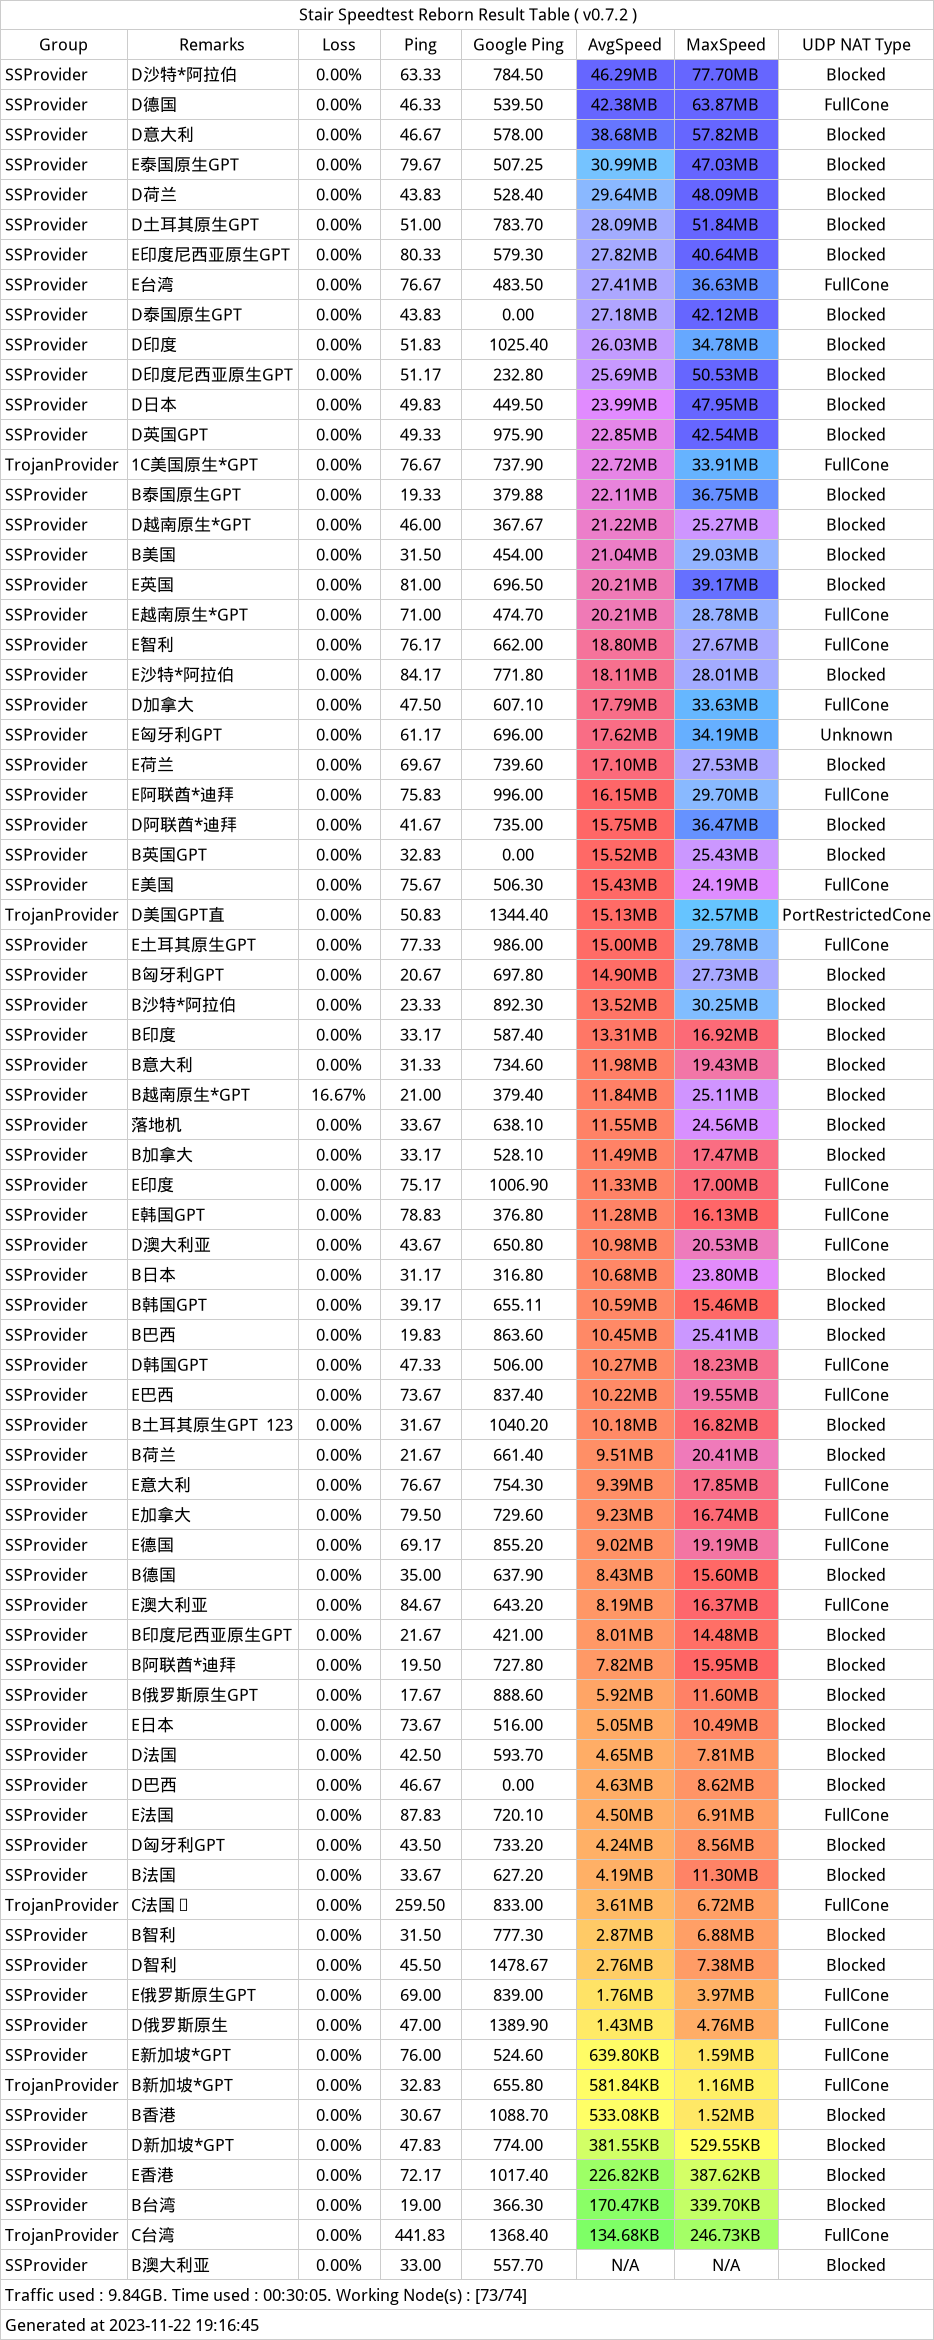 Stair Speedtest Reborn Result Table ( v0.7.2 )
Group Remarks Loss Ping Google Ping AvgSpeed MaxSpeed UDP NAT Type
SSProvider D沙特*阿拉伯 0.00% 63.33 784.50 46.29MB 77.70MB Blocked
SSProvider D德国 0.00% 46.33 539.50 42.38MB 63.87MB FullCone
SSProvider D意大利 0.00% 46.67 578.00 38.68MB 57.82MB Blocked
SSProvider E泰国原生GPT 0.00% 79.67 507.25 30.99MB 47.03MB Blocked
SSProvider D荷兰 0.00% 43.83 528.40 29.64MB 48.09MB Blocked
SSProvider D土耳其原生GPT 0.00% 51.00 783.70 28.09MB 51.84MB Blocked
SSProvider E印度尼西亚原生GPT 0.00% 80.33 579.30 27.82MB 40.64MB Blocked
SSProvider E台湾 0.00% 76.67 483.50 27.41MB 36.63MB FullCone
SSProvider D泰国原生GPT 0.00% 43.83 0.00 27.18MB 42.12MB Blocked
SSProvider D印度 0.00% 51.83 1025.40 26.03MB 34.78MB Blocked
SSProvider D印度尼西亚原生GPT 0.00% 51.17 232.80 25.69MB 50.53MB Blocked
SSProvider D日本 0.00% 49.83 449.50 23.99MB 47.95MB Blocked
SSProvider D英国GPT 0.00% 49.33 975.90 22.85MB 42.54MB Blocked
TrojanProvider 1C美国原生*GPT 0.00% 76.67 737.90 22.72MB 33.91MB FullCone
SSProvider B泰国原生GPT 0.00% 19.33 379.88 22.11MB 36.75MB Blocked
SSProvider D越南原生*GPT 0.00% 46.00 367.67 21.22MB 25.27MB Blocked
SSProvider B美国 0.00% 31.50 454.00 21.04MB 29.03MB Blocked
SSProvider E英国 0.00% 81.00 696.50 20.21MB 39.17MB Blocked
SSProvider E越南原生*GPT 0.00% 71.00 474.70 20.21MB 28.78MB FullCone
SSProvider E智利 0.00% 76.17 662.00 18.80MB 27.67MB FullCone
SSProvider E沙特*阿拉伯 0.00% 84.17 771.80 18.11MB 28.01MB Blocked
SSProvider D加拿大 0.00% 47.50 607.10 17.79MB 33.63MB FullCone
SSProvider E匈牙利GPT 0.00% 61.17 696.00 17.62MB 34.19MB Unknown
SSProvider E荷兰 0.00% 69.67 739.60 17.10MB 27.53MB Blocked
SSProvider E阿联酋*迪拜 0.00% 75.83 996.00 16.15MB 29.70MB FullCone
SSProvider D阿联酋*迪拜 0.00% 41.67 735.00 15.75MB 36.47MB Blocked
SSProvider B英国GPT 0.00% 32.83 0.00 15.52MB 25.43MB Blocked
SSProvider E美国 0.00% 75.67 506.30 15.43MB 24.19MB FullCone
TrojanProvider D美国GPT直 0.00% 50.83 1344.40 15.13MB 32.57MB PortRestrictedCone
SSProvider E土耳其原生GPT 0.00% 77.33 986.00 15.00MB 29.78MB FullCone
SSProvider B匈牙利GPT 0.00% 20.67 697.80 14.90MB 27.73MB Blocked
SSProvider B沙特*阿拉伯 0.00% 23.33 892.30 13.52MB 30.25MB Blocked
SSProvider B印度 0.00% 33.17 587.40 13.31MB 16.92MB Blocked
SSProvider B意大利 0.00% 31.33 734.60 11.98MB 19.43MB Blocked
SSProvider B越南原生*GPT 16.67% 21.00 379.40 11.84MB 25.11MB Blocked
SSProvider 落地机 0.00% 33.67 638.10 11.55MB 24.56MB Blocked
SSProvider B加拿大 0.00% 33.17 528.10 11.49MB 17.47MB Blocked
SSProvider E印度 0.00% 75.17 1006.90 11.33MB 17.00MB FullCone
SSProvider E韩国GPT 0.00% 78.83 376.80 11.28MB 16.13MB FullCone
SSProvider D澳大利亚 0.00% 43.67 650.80 10.98MB 20.53MB FullCone
SSProvider B日本 0.00% 31.17 316.80 10.68MB 23.80MB Blocked
SSProvider B韩国GPT 0.00% 39.17 655.11 10.59MB 15.46MB Blocked
SSProvider B巴西 0.00% 19.83 863.60 10.45MB 25.41MB Blocked
SSProvider D韩国GPT 0.00% 47.33 506.00 10.27MB 18.23MB FullCone
SSProvider E巴西 0.00% 73.67 837.40 10.22MB 19.55MB FullCone
SSProvider B土耳其原生GPT 123 0.00% 31.67 1040.20 10.18MB 16.82MB Blocked
SSProvider B荷兰 0.00% 21.67 661.40 9.51MB 20.41MB Blocked
SSProvider E意大利 0.00% 76.67 754.30 9.39MB 17.85MB FullCone
SSProvider E加拿大 0.00% 79.50 729.60 9.23MB 16.74MB FullCone
SSProvider E德国 0.00% 69.17 855.20 9.02MB 19.19MB FullCone
SSProvider B德国 0.00% 35.00 637.90 8.43MB 15.60MB Blocked
SSProvider E澳大利亚 0.00% 84.67 643.20 8.19MB 16.37MB FullCone
SSProvider B印度尼西亚原生GPT 0.00% 21.67 421.00 8.01MB 14.48MB Blocked
SSProvider B阿联酋*迪拜 0.00% 19.50 727.80 7.82MB 15.95MB Blocked
SSProvider B俄罗斯原生GPT 0.00% 17.67 888.60 5.92MB 11.60MB Blocked
SSProvider E日本 0.00% 73.67 516.00 5.05MB 10.49MB Blocked
SSProvider D法国 0.00% 42.50 593.70 4.65MB 7.81MB Blocked
SSProvider D巴西 0.00% 46.67 0.00 4.63MB 8.62MB Blocked
SSProvider E法国 0.00% 87.83 720.10 4.50MB 6.91MB FullCone
SSProvider D匈牙利GPT 0.00% 43.50 733.20 4.24MB 8.56MB Blocked
SSProvider B法国 0.00% 33.67 627.20 4.19MB 11.30MB Blocked
TrojanProvider C法国 0.00% 259.50 833.00 3.61MB 6.72MB FullCone
SSProvider B智利 0.00% 31.50 777.30 2.87MB 6.88MB Blocked
SSProvider D智利 0.00% 45.50 1478.67 2.76MB 7.38MB Blocked
SSProvider E俄罗斯原生GPT 0.00% 69.00 839.00 1.76MB 3.97MB FullCone
SSProvider D俄罗斯原生 0.00% 47.00 1389.90 1.43MB 4.76MB FullCone
SSProvider E新加坡*GPT 0.00% 76.00 524.60 639.80KB 1.59MB FullCone
TrojanProvider B新加坡*GPT 0.00% 32.83 655.80 581.84KB 1.16MB FullCone
SSProvider B香港 0.00% 30.67 1088.70 533.08KB 1.52MB Blocked
SSProvider D新加坡*GPT 0.00% 47.83 774.00 381.55KB 529.55KB Blocked
SSProvider E香港 0.00% 72.17 1017.40 226.82KB 387.62KB Blocked
SSProvider B台湾 0.00% 19.00 366.30 170.47KB 339.70KB Blocked
TrojanProvider C台湾 0.00% 441.83 1368.40 134.68KB 246.73KB FullCone
SSProvider B澳大利亚 0.00% 33.00 557.70 N/A N/A Blocked
Traffic used : 9.84GB. Time used : 00:30:05. Working Node(s) : [73/74]
Generated at 2023-11-22 19:16:45